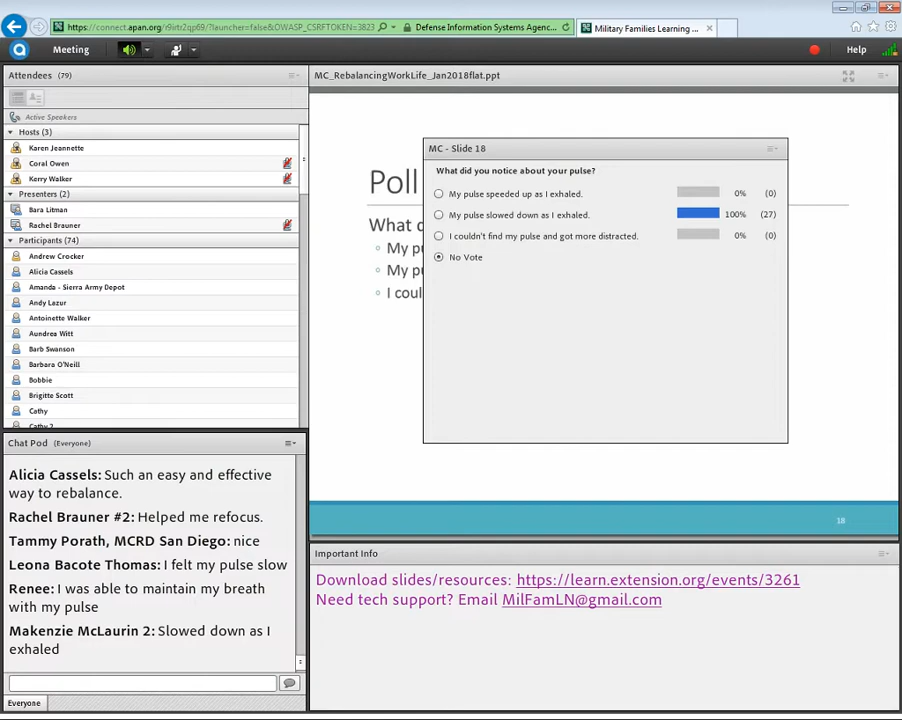 https://connect.apan.org/r9irtr2qp69/?launcher=false&OWASP_CSRFTOKEN=3823
Defense Information Systems Agenc...
Military Families Learning ...
Meeting
Help
Attendees (79)
Active Speakers
Hosts (3)
Karen Jeannette
Coral Owen
Kerry Walker
Presenters (2)
Bara Litman
Rachel Brauner
Participants (74)
Andrew Crocker
Alicia Cassels
Amanda - Sierra Army Depot
Andy Lazur
Antoinette Walker
Aundrea Witt
Barb Swanson
Barbara O'Neill
Bobbie
Brigitte Scott
Cathy
Cathy 2
Chat Pod (Everyone)
Alicia Cassels: Such an easy and effective
way to rebalance.
Rachel Brauner #2: Helped me refocus.
Tammy Porath, MCRD San Diego: nice
Leona Bacote Thomas: I felt my pulse slow
Renee: I was able to maintain my breath
with my pulse
Makenzie McLaurin 2: Slowed down as I
exhaled
Everyone
MC_RebalancingWorkLife_Jan2018flat.ppt
Poll
What d
My pu
My pu
I coul
MC - Slide 18
What did you notice about your pulse?
My pulse speeded up as I exhaled. 0% (0)
My pulse slowed down as I exhaled. 100% (27)
I couldn't find my pulse and got more distracted. 0% (0)
No Vote
18
Important Info
Download slides/resources: https://learn.extension.org/events/3261
Need tech support? Email MilFamLN@gmail.com